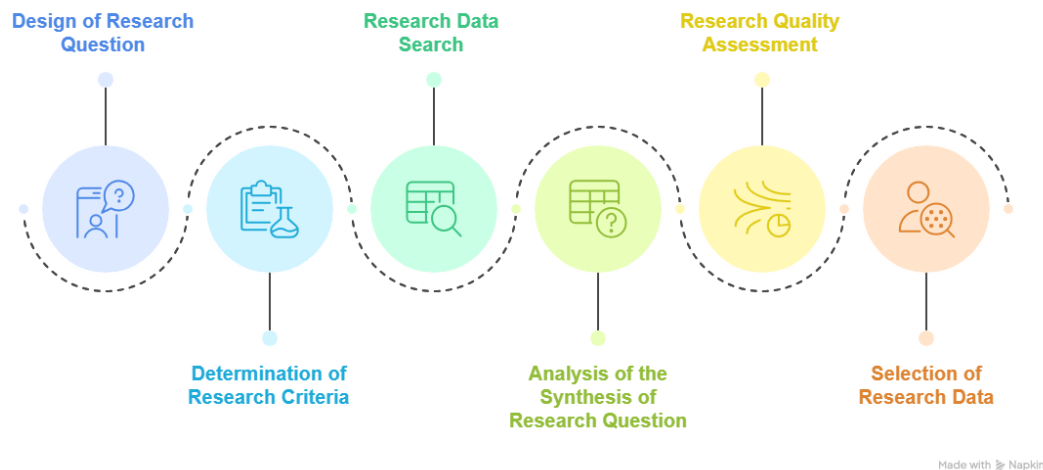 Design of Research
Question
Determination of
Research Criteria
Research Data
Search
Analysis of the
Synthesis of
Research Question
Research Quality
Assessment
Selection of
Research Data
Made with Napkin